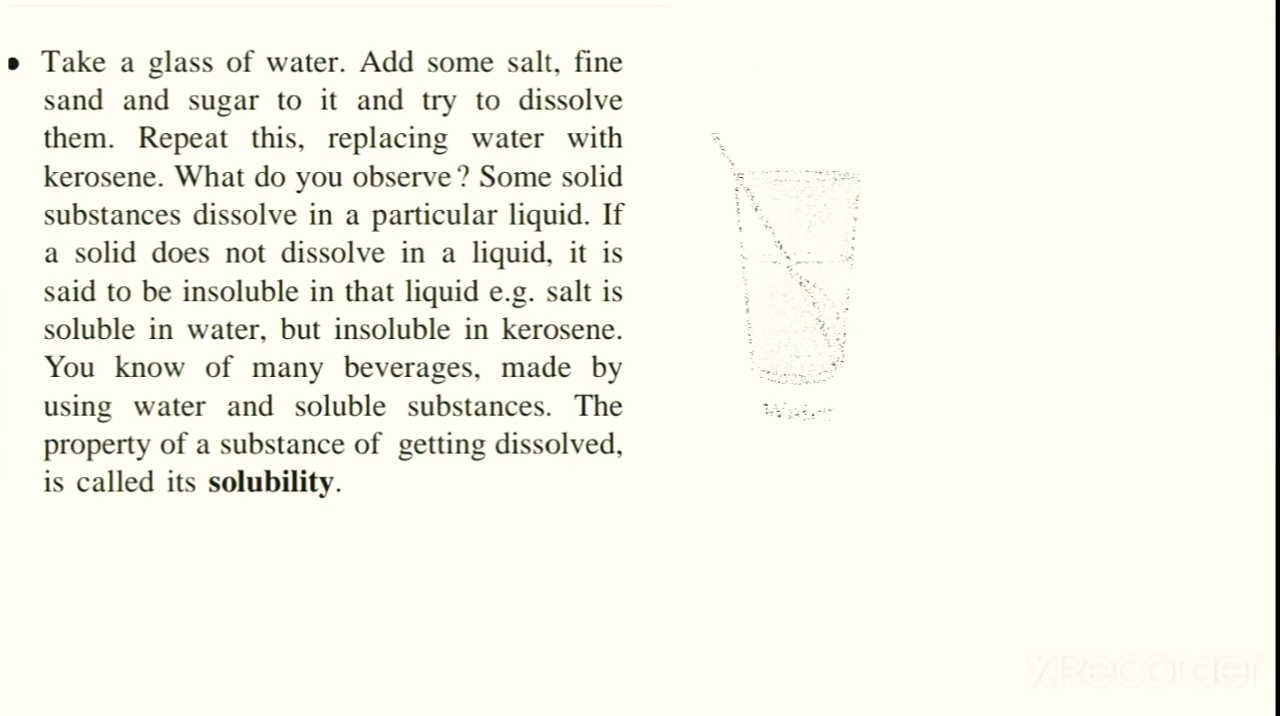 • Take a glass of water. Add some salt, fine
sand and sugar to it and try to dissolve
them. Repeat this, replacing water with
kerosene. What do you observe? Some solid
substances dissolve in a particular liquid. If
a solid does not dissolve in a liquid, it is
said to be insoluble in that liquid e.g. salt is
soluble in water, but insoluble in kerosene.
You know of many beverages, made by
using water and soluble substances. The
property of a substance of getting dissolved,
is called its solubility.
Water
XRecorder